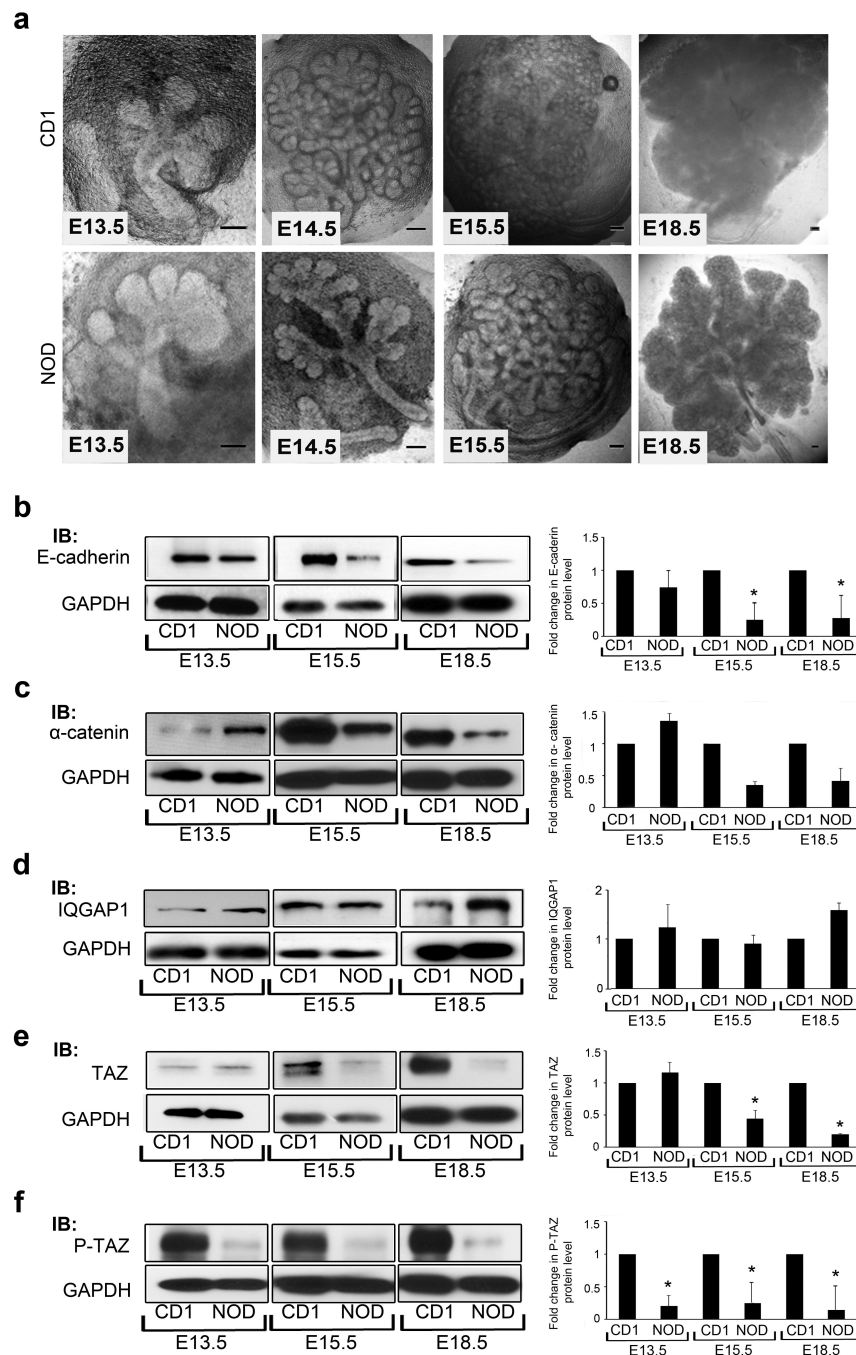 a
CD1
E13.5 E14.5 E15.5 E18.5
NOD
E13.5 E14.5 E15.5 E18.5
b
IB:
E-cadherin
GAPDH
CD1 NOD CD1 NOD CD1 NOD
E13.5 E15.5 E18.5
Fold change in E-caderin
protein level
1.5
1
0.5
0
* *
CD1 NOD CD1 NOD CD1 NOD
E13.5 E15.5 E18.5
c
IB:
α-catenin
GAPDH
CD1 NOD CD1 NOD CD1 NOD
E13.5 E15.5 E18.5
Fold change in α- catenin
protein level
1.5
1
0.5
0
CD1 NOD CD1 NOD CD1 NOD
E13.5 E15.5 E18.5
d
IB:
IQGAP1
GAPDH
CD1 NOD CD1 NOD CD1 NOD
E13.5 E15.5 E18.5
Fold change in IQGAP1
protein level
2
1
0
CD1 NOD CD1 NOD CD1 NOD
E13.5 E15.5 E18.5
e
IB:
TAZ
GAPDH
CD1 NOD CD1 NOD CD1 NOD
E13.5 E15.5 E18.5
Fold change in TAZ
protein level
1.5
1
0.5
0
* *
CD1 NOD CD1 NOD CD1 NOD
E13.5 E15.5 E18.5
f
IB:
P-TAZ
GAPDH
CD1 NOD CD1 NOD CD1 NOD
E13.5 E15.5 E18.5
Fold change in P-TAZ
protein level
1.5
1
0.5
0
* * *
CD1 NOD CD1 NOD CD1 NOD
E13.5 E15.5 E18.5